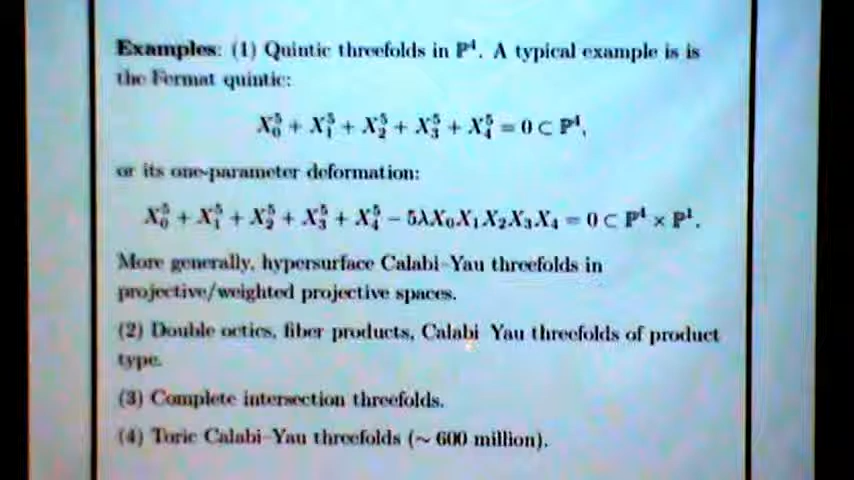 Examples: (1) Quintic threefolds in ℙ⁴. A typical example is is
the Fermat quintic:
X₀⁵ + X₁⁵ + X₂⁵ + X₃⁵ + X₄⁵ = 0 ⊂ ℙ⁴,
or its one-parameter deformation:
X₀⁵ + X₁⁵ + X₂⁵ + X₃⁵ + X₄⁵ − 5λX₀X₁X₂X₃X₄ = 0 ⊂ ℙ⁴ × ℙ¹.
More generally, hypersurface Calabi–Yau threefolds in
projective/weighted projective spaces.
(2) Double octics, fiber products, Calabi–Yau threefolds of product
type.
(3) Complete intersection threefolds.
(4) Toric Calabi–Yau threefolds (∼ 600 million).